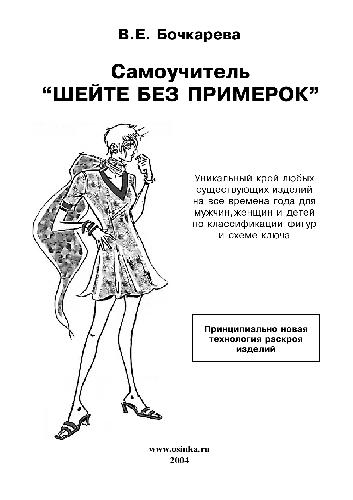 В.Е. Бочкарева
Самоучитель
“ШЕЙТЕ БЕЗ ПРИМЕРОК”
Уникальный крой любых
существующих изделий
на все времена года для
мужчин,женщин и детей
по классификации фигур
и схеме ключа
Принципиально новая
технология раскроя
изделий
www.osinka.ru
2004